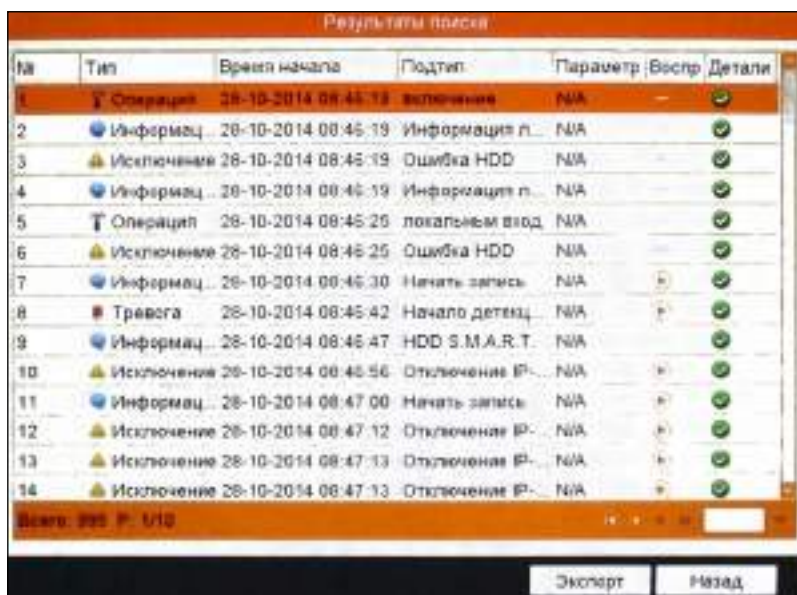 Результаты поиска
№ Тип Время начала Подтип Параметр Воспр Детали
1 Операция 28-10-2014 08:46:19 включение N/A —
2 Информац... 28-10-2014 08:46:19 Информация л... N/A —
3 Исключение 28-10-2014 08:46:19 Ошибка HDD N/A —
4 Информац... 28-10-2014 08:46:19 Информация л... N/A —
5 Операция 28-10-2014 08:46:25 локальный вход N/A —
6 Исключение 28-10-2014 08:46:25 Ошибка HDD N/A —
7 Информац... 28-10-2014 08:46:30 Начать запись N/A
8 Тревога 28-10-2014 08:46:42 Начало детекц... N/A
9 Информац... 28-10-2014 08:46:47 HDD S.M.A.R.T. N/A —
10 Исключение 28-10-2014 08:46:56 Отключение IP-... N/A
11 Информац... 28-10-2014 08:47:00 Начать запись N/A
12 Исключение 28-10-2014 08:47:12 Отключение IP-... N/A
13 Исключение 28-10-2014 08:47:13 Отключение IP-... N/A
14 Исключение 28-10-2014 08:47:13 Отключение IP-... N/A
Всего: P: 1/10
Экспорт Назад